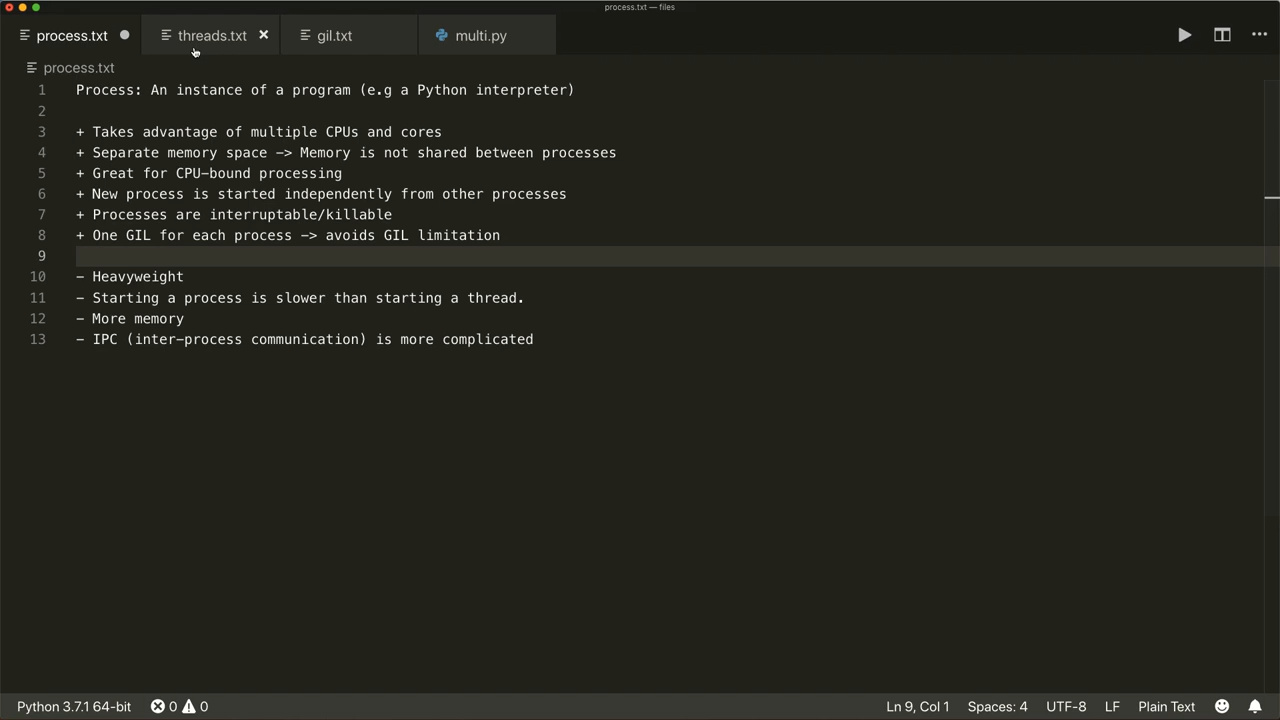 process.txt — files
process.txt
threads.txt
gil.txt
multi.py
process.txt
1 Process: An instance of a program (e.g a Python interpreter)
2
3 + Takes advantage of multiple CPUs and cores
4 + Separate memory space -> Memory is not shared between processes
5 + Great for CPU-bound processing
6 + New process is started independently from other processes
7 + Processes are interruptable/killable
8 + One GIL for each process -> avoids GIL limitation
9
10 - Heavyweight
11 - Starting a process is slower than starting a thread.
12 - More memory
13 - IPC (inter-process communication) is more complicated
Python 3.7.1 64-bit 0 0 Ln 9, Col 1 Spaces: 4 UTF-8 LF Plain Text